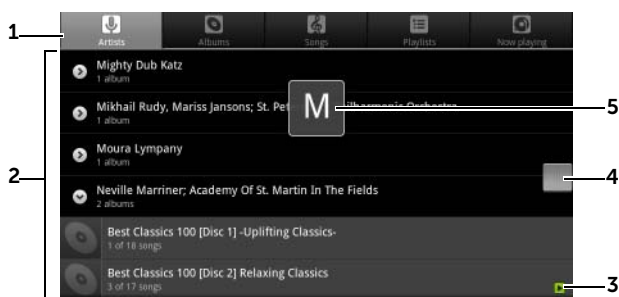 1
Artists
Albums
Songs
Playlists
Now playing
2
Mighty Dub Katz
1 album
Mikhail Rudy, Mariss Jansons; St. Pet
M
5
1 album
Moura Lympany
1 album
4
Neville Marriner; Academy Of St. Martin In The Fields
2 albums
Best Classics 100 [Disc 1] -Uplifting Classics-
1 of 18 songs
Best Classics 100 [Disc 2] Relaxing Classics
3 of 17 songs
3